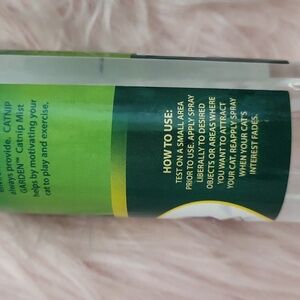 always provide. CATNIP
GARDEN™ Catnip Mist
helps by motivating your
cat to play and exercise.
HOW TO USE:
TEST ON A SMALL AREA
PRIOR TO USE. APPLY SPRAY
LIBERALLY TO DESIRED
OBJECTS OR AREAS WHERE
YOU WANT TO ATTRACT
YOUR CAT. REAPPLY SPRAY
WHEN YOUR CAT'S
INTEREST FADES.